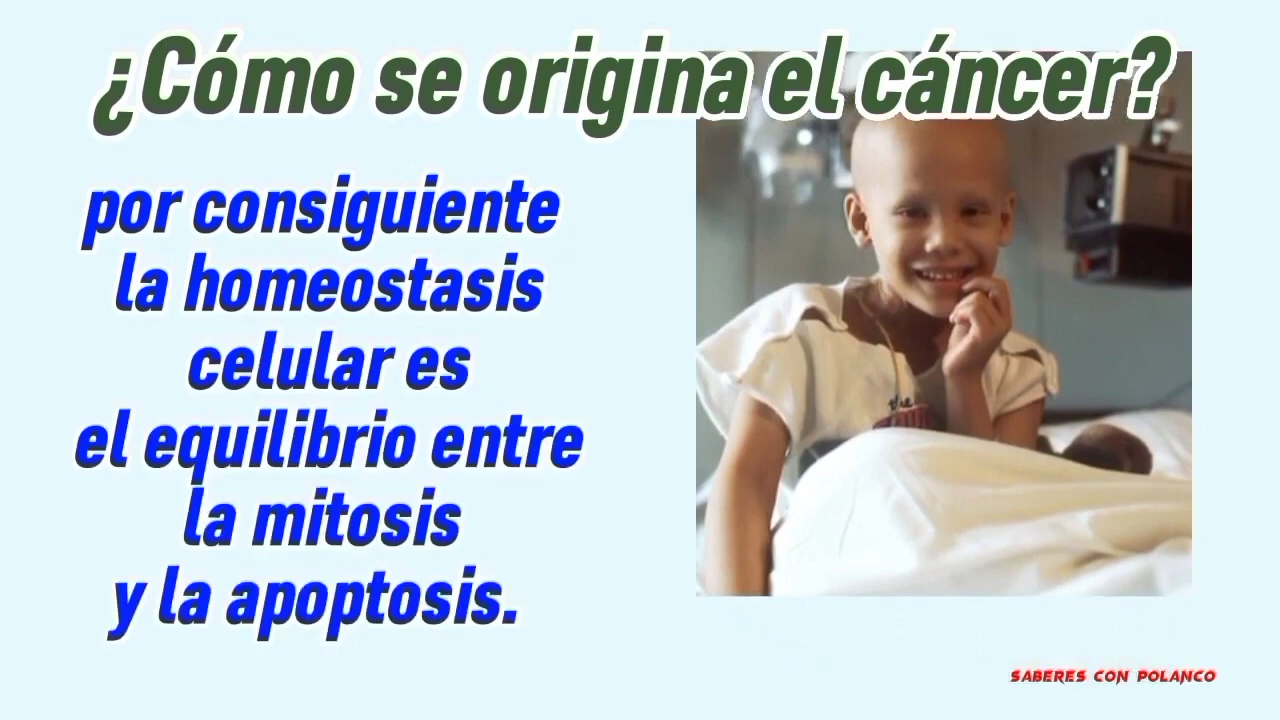 ¿Cómo se origina el cáncer?
por consiguiente
la homeostasis
celular es
el equilibrio entre
la mitosis
y la apoptosis.
SABERES CON POLANCO